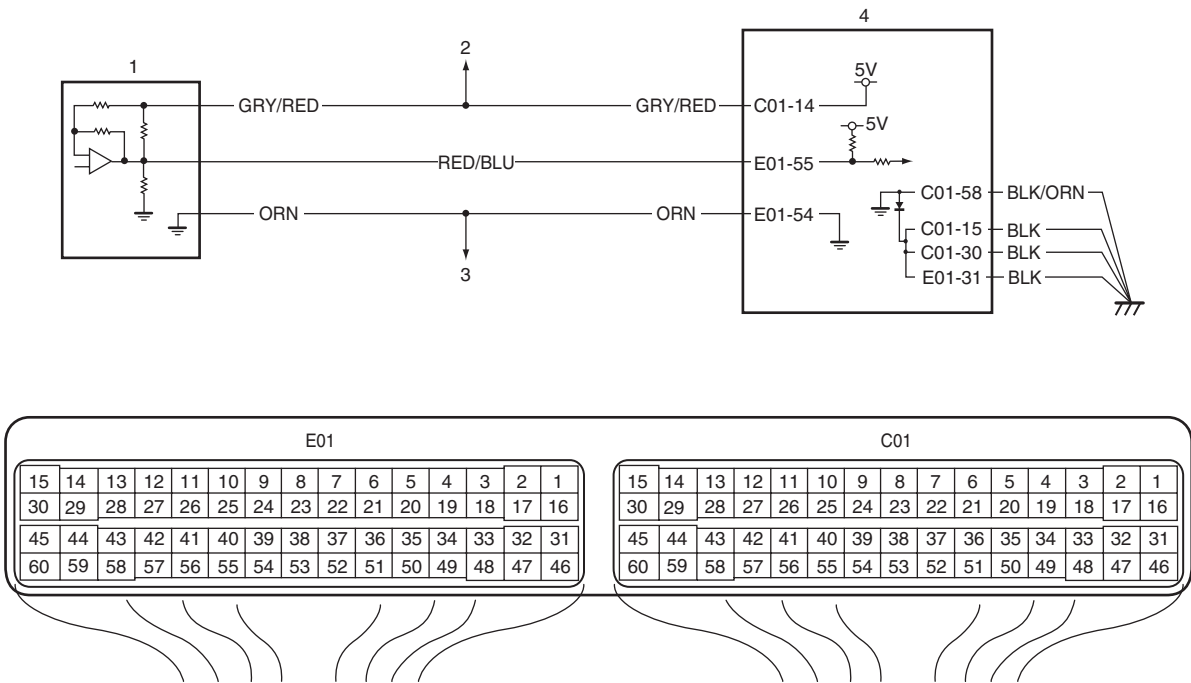 4
2
1
5V
GRY/RED GRY/RED C01-14
5V
RED/BLU E01-55
C01-58 BLK/ORN
ORN ORN E01-54
C01-15 BLK
C01-30 BLK
3
E01-31 BLK
E01 C01
15 14 13 12 11 10 9 8 7 6 5 4 3 2 1 15 14 13 12 11 10 9 8 7 6 5 4 3 2 1
30 29 28 27 26 25 24 23 22 21 20 19 18 17 16 30 29 28 27 26 25 24 23 22 21 20 19 18 17 16
45 44 43 42 41 40 39 38 37 36 35 34 33 32 31 45 44 43 42 41 40 39 38 37 36 35 34 33 32 31
60 59 58 57 56 55 54 53 52 51 50 49 48 47 46 60 59 58 57 56 55 54 53 52 51 50 49 48 47 46